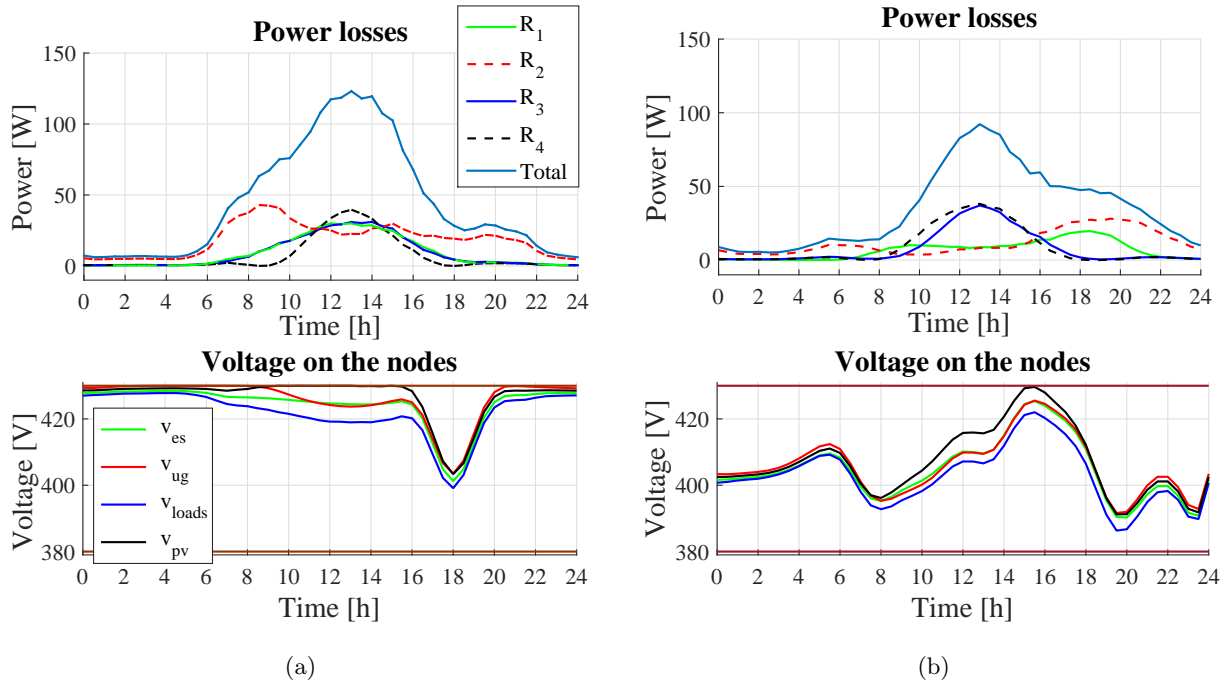 Power losses
150
100
50
0
Power [W]
R1
R2
R3
R4
Total
0 2 4 6 8 10 12 14 16 18 20 22 24
Time [h]
Voltage on the nodes
420
400
380
Voltage [V]
v_es
v_ug
v_loads
v_pv
0 2 4 6 8 10 12 14 16 18 20 22 24
Time [h]
(a)
Power losses
150
100
50
0
Power [W]
0 2 4 6 8 10 12 14 16 18 20 22 24
Time [h]
Voltage on the nodes
420
400
380
Voltage [V]
0 2 4 6 8 10 12 14 16 18 20 22 24
Time [h]
(b)